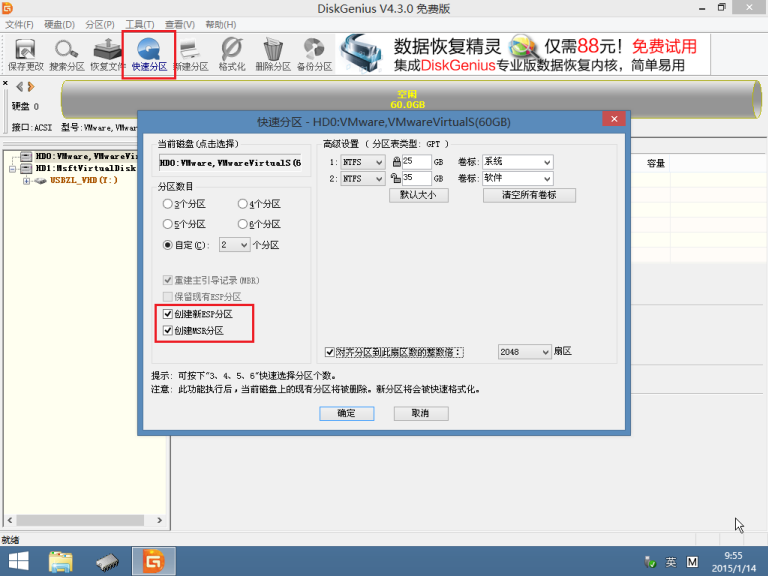 DiskGenius V4.3.0 免费版
文件(F) 硬盘(D) 分区(P) 工具(T) 查看(V) 帮助(H)
保存更改 搜索分区 恢复文件 快速分区 新建分区 格式化 删除分区 备份分区
数据恢复精灵 仅需88元! 免费试用
集成DiskGenius专业版数据恢复内核，简单易用
硬盘 0
空闲
60.0GB
接口:ACSI 型号:VMware,VMwar
HD0:VMware,VMwareVi
HD1:MsftVirtualDisk
USBZL_VHD(Y:)
容量
快速分区 - HD0:VMware,VMwareVirtualS(60GB)
当前磁盘(点击选择)
HD0:VMware,VMwareVirtualS(6
分区数目
3个分区 4个分区
5个分区 6个分区
自定(C): 2 个分区
重建主引导记录(MBR)
保留现有ESP分区
创建新ESP分区
创建MSR分区
高级设置 ( 分区表类型: GPT )
1: NTFS 25 GB 卷标: 系统
2: NTFS 35 GB 卷标: 软件
默认大小 清空所有卷标
对齐分区到此扇区数的整数倍: 2048 扇区
提示: 可按下"3、4、5、6"快速选择分区个数。
注意: 此功能执行后，当前磁盘上的现有分区将被删除。新分区将会被快速格式化。
确定 取消
就绪
英 M
9:55
2015/1/14